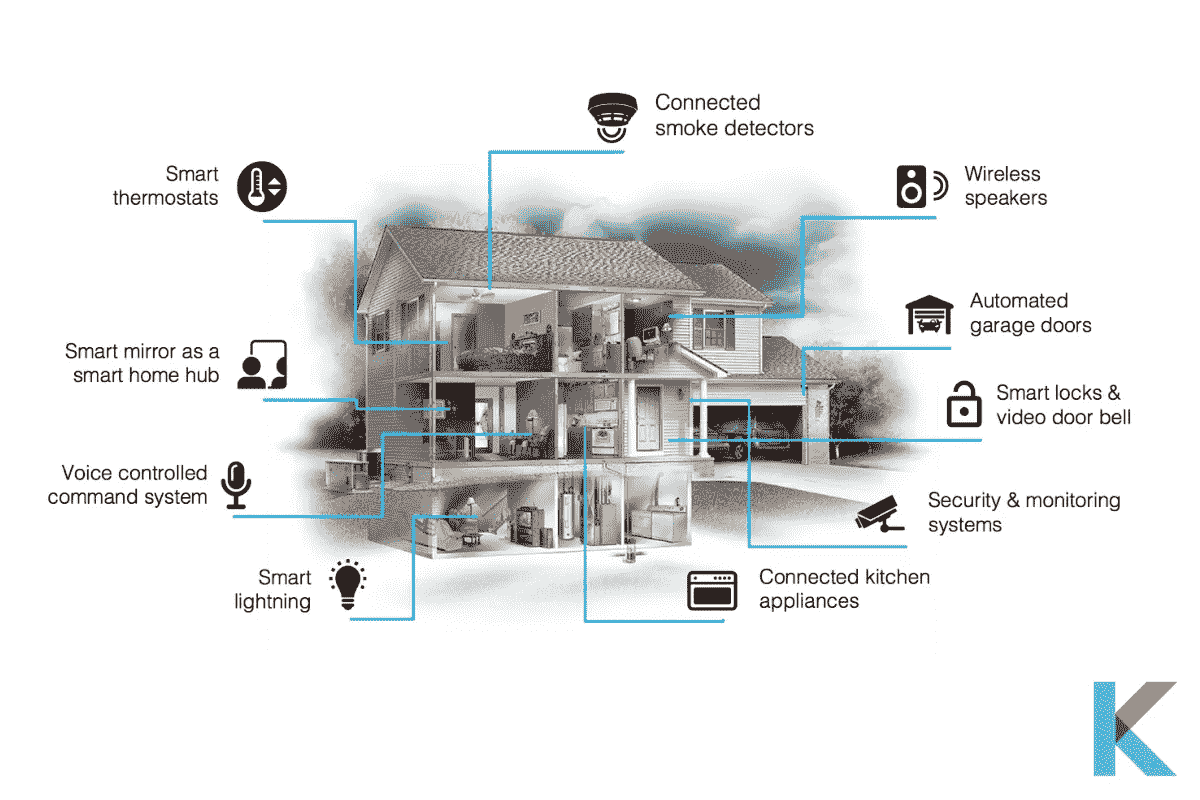 Connected
smoke detectors
Smart
thermostats
Wireless
speakers
Automated
garage doors
Smart mirror as a
smart home hub
Smart locks &
video door bell
Voice controlled
command system
Security & monitoring
systems
Smart
lightning
Connected kitchen
appliances
K